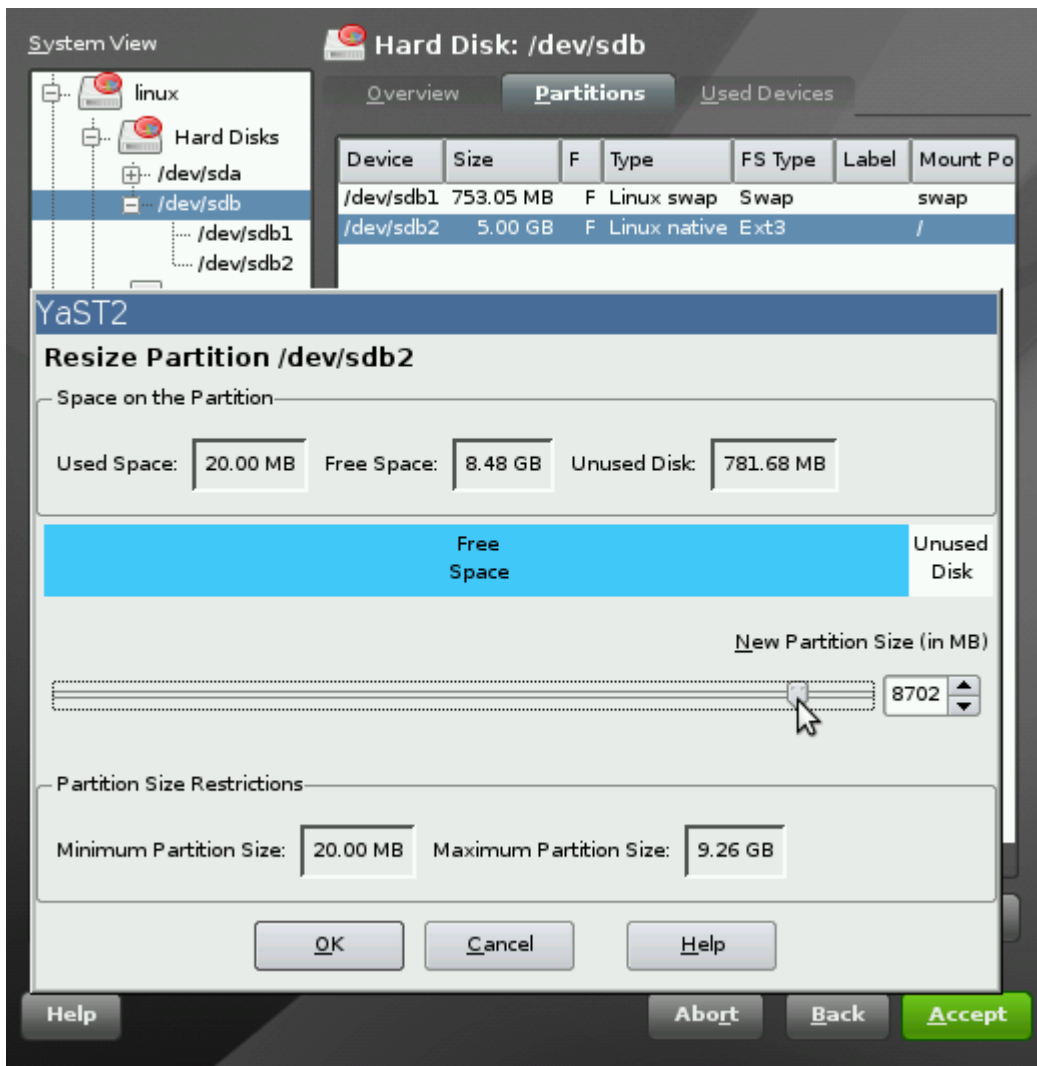 System View
Hard Disk: /dev/sdb
linux
Overview Partitions Used Devices
Hard Disks
/dev/sda
/dev/sdb
/dev/sdb1
/dev/sdb2
Device Size F Type FS Type Label Mount Po
/dev/sdb1 753.05 MB F Linux swap Swap swap
/dev/sdb2 5.00 GB F Linux native Ext3 /
YaST2
Resize Partition /dev/sdb2
Space on the Partition
Used Space: 20.00 MB Free Space: 8.48 GB Unused Disk: 781.68 MB
Free Space
Unused Disk
New Partition Size (in MB)
8702
Partition Size Restrictions
Minimum Partition Size: 20.00 MB Maximum Partition Size: 9.26 GB
OK Cancel Help
Help Abort Back Accept